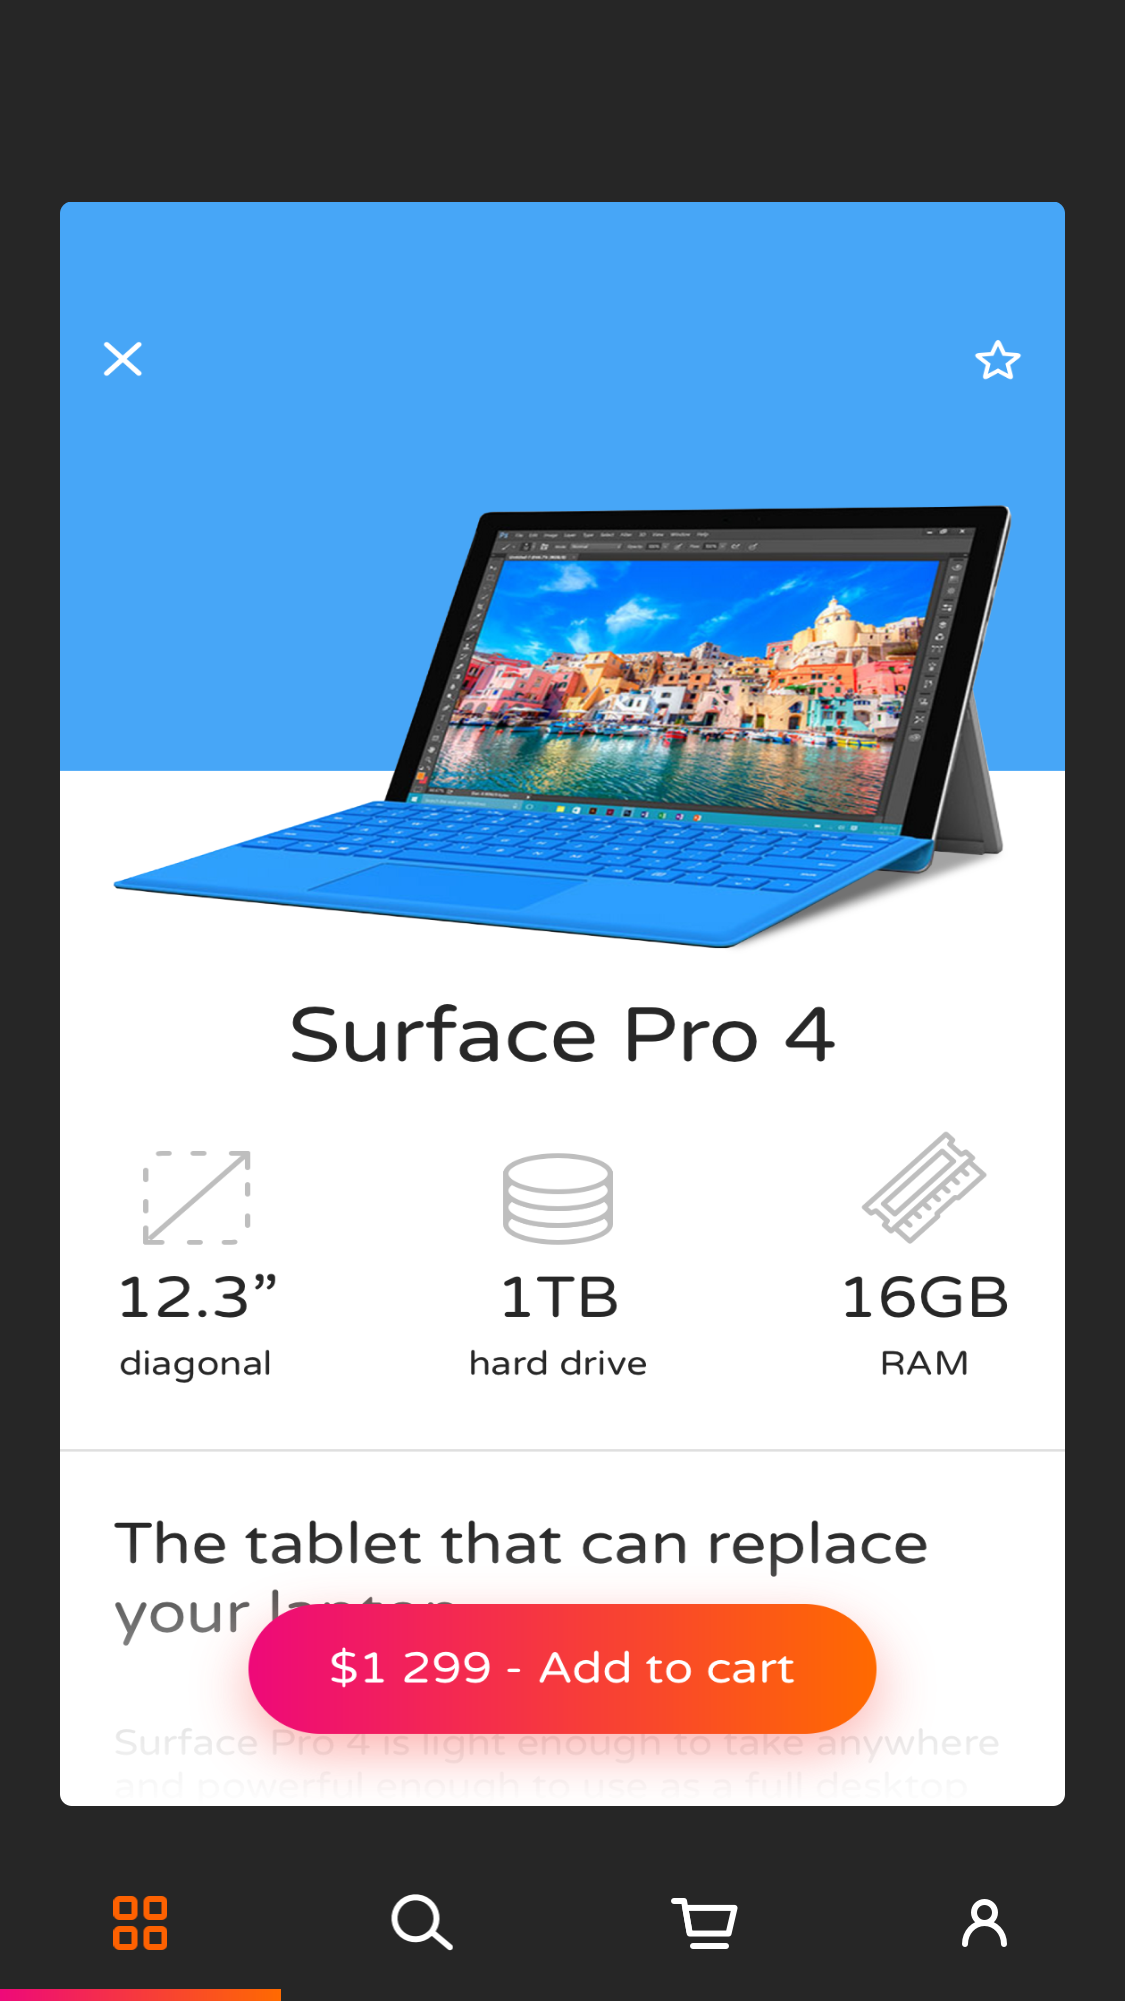 Surface Pro 4
12.3”
1TB
16GB
diagonal
hard drive
RAM
The tablet that can replace
your laptop
$1 299 - Add to cart
Surface Pro 4 is light enough to take anywhere
and powerful enough to use as a full desktop